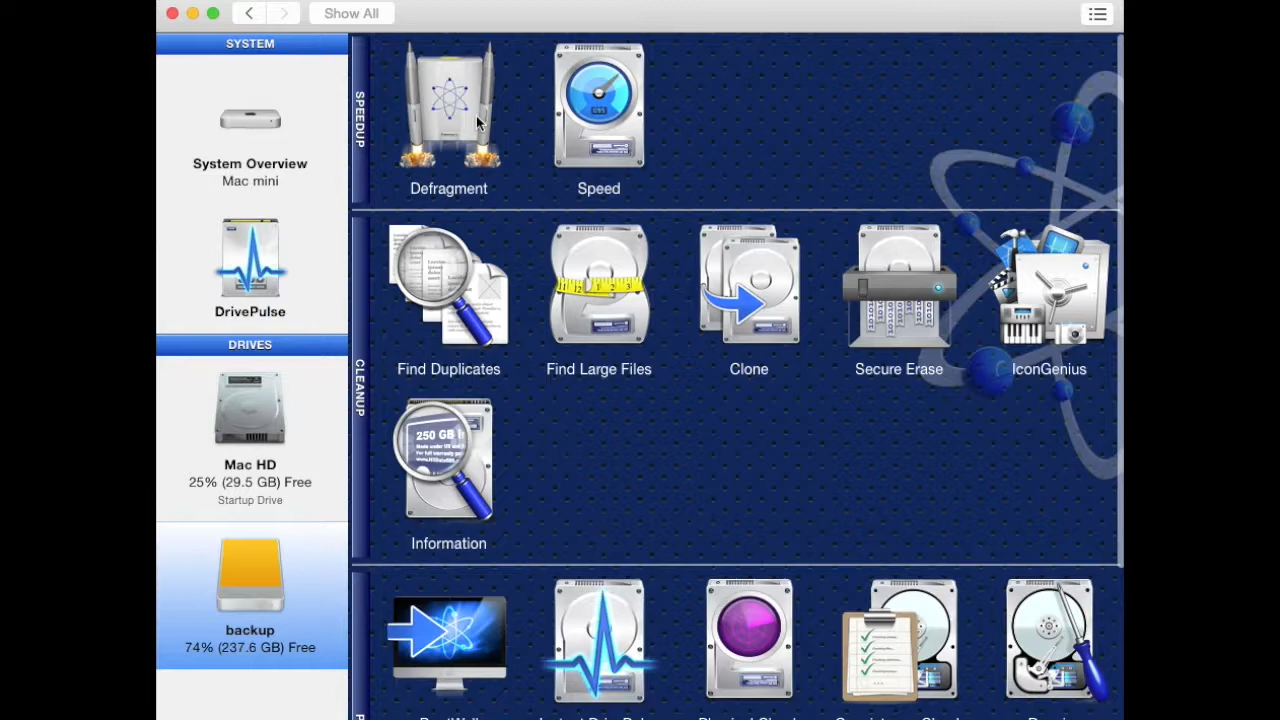 Show All
SYSTEM
System Overview
Mac mini
DrivePulse
DRIVES
Mac HD
25% (29.5 GB) Free
Startup Drive
backup
74% (237.6 GB) Free
SPEEDUP
Defragment
Speed
CLEANUP
Find Duplicates
Find Large Files
Clone
Secure Erase
IconGenius
250 GB
Information